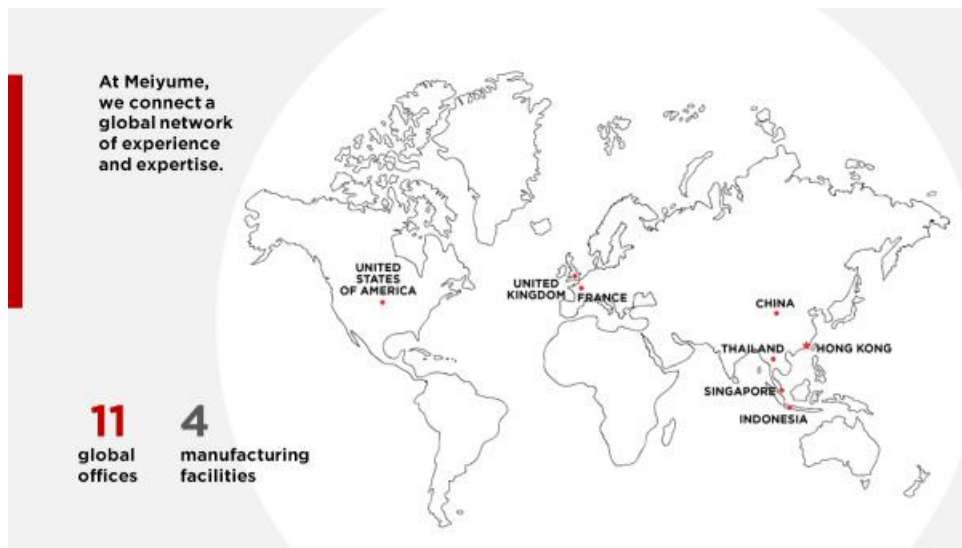 At Meiyume,
we connect a
global network
of experience
and expertise.
UNITED
STATES
OF AMERICA
UNITED
KINGDOM
FRANCE
CHINA
THAILAND
HONG KONG
SINGAPORE
INDONESIA
11
global
offices
4
manufacturing
facilities